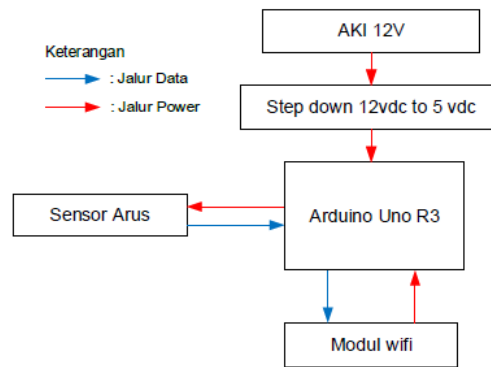 AKI 12V
Keterangan
: Jalur Data
: Jalur Power
Step down 12vdc to 5 vdc
Sensor Arus
Arduino Uno R3
Modul wifi